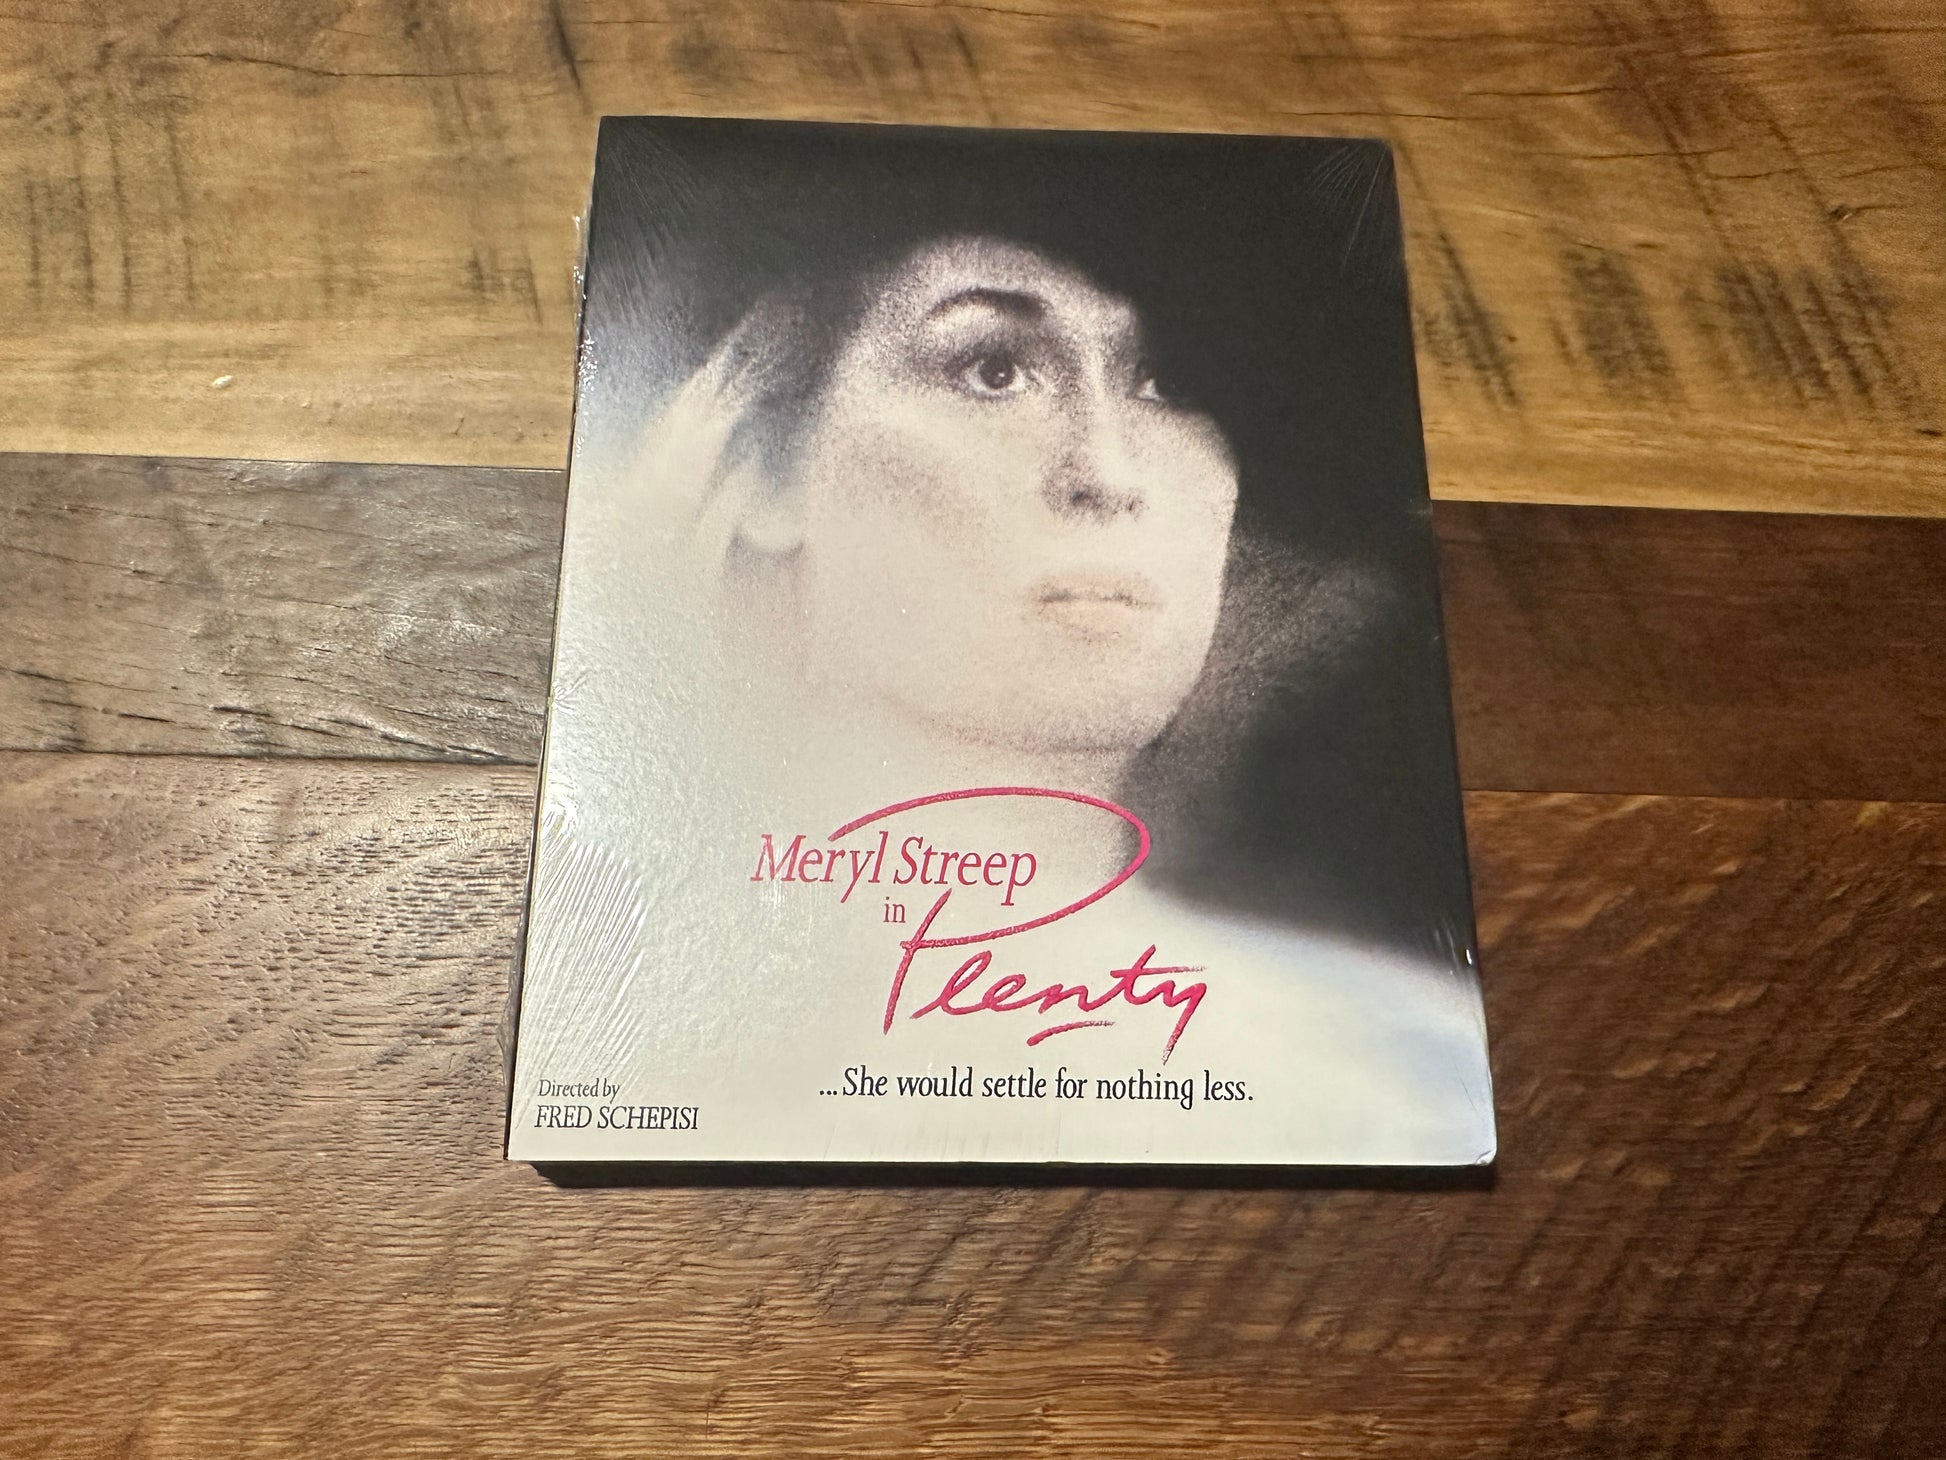 Meryl Streep
in
Plenty
...She would settle for nothing less.
Directed by
FRED SCHEPISI